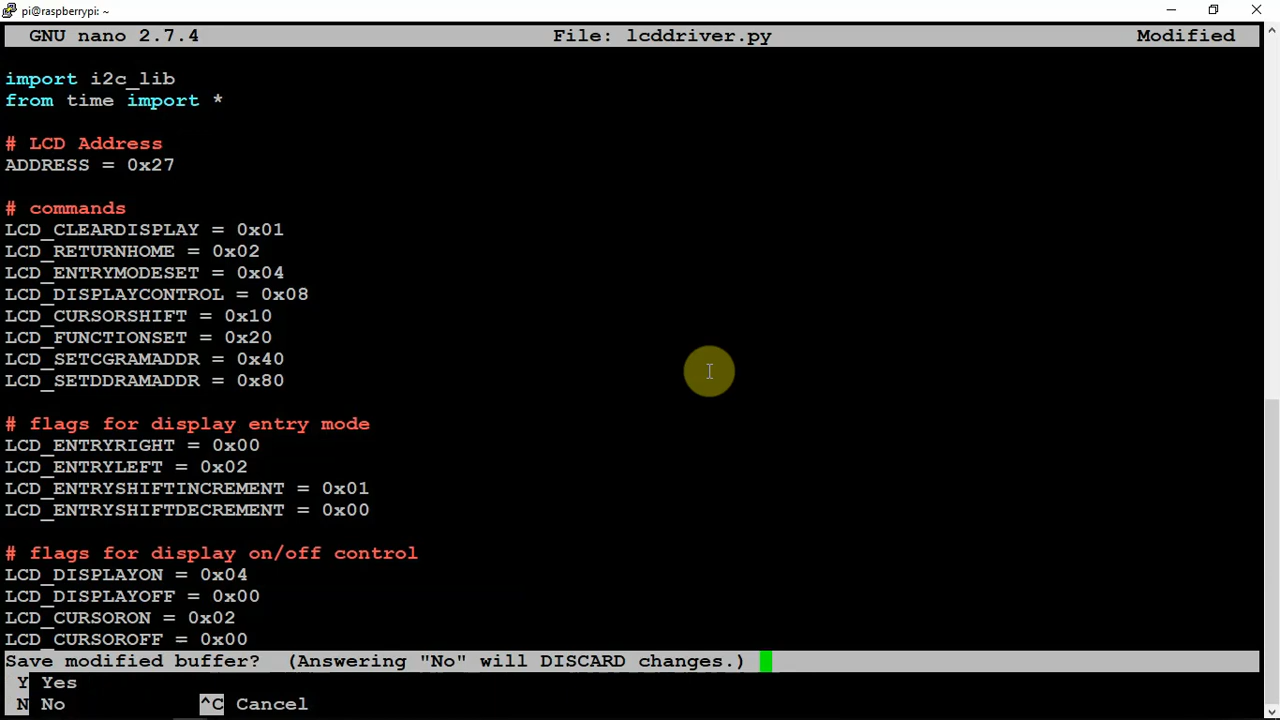 pi@raspberrypi: ~
GNU nano 2.7.4 File: lcddriver.py Modified
import i2c_lib
from time import *
# LCD Address
ADDRESS = 0x27
# commands
LCD_CLEARDISPLAY = 0x01
LCD_RETURNHOME = 0x02
LCD_ENTRYMODESET = 0x04
LCD_DISPLAYCONTROL = 0x08
LCD_CURSORSHIFT = 0x10
LCD_FUNCTIONSET = 0x20
LCD_SETCGRAMADDR = 0x40
LCD_SETDDRAMADDR = 0x80
# flags for display entry mode
LCD_ENTRYRIGHT = 0x00
LCD_ENTRYLEFT = 0x02
LCD_ENTRYSHIFTINCREMENT = 0x01
LCD_ENTRYSHIFTDECREMENT = 0x00
# flags for display on/off control
LCD_DISPLAYON = 0x04
LCD_DISPLAYOFF = 0x00
LCD_CURSORON = 0x02
LCD_CURSOROFF = 0x00
Save modified buffer? (Answering "No" will DISCARD changes.)
Y Yes
N No ^C Cancel